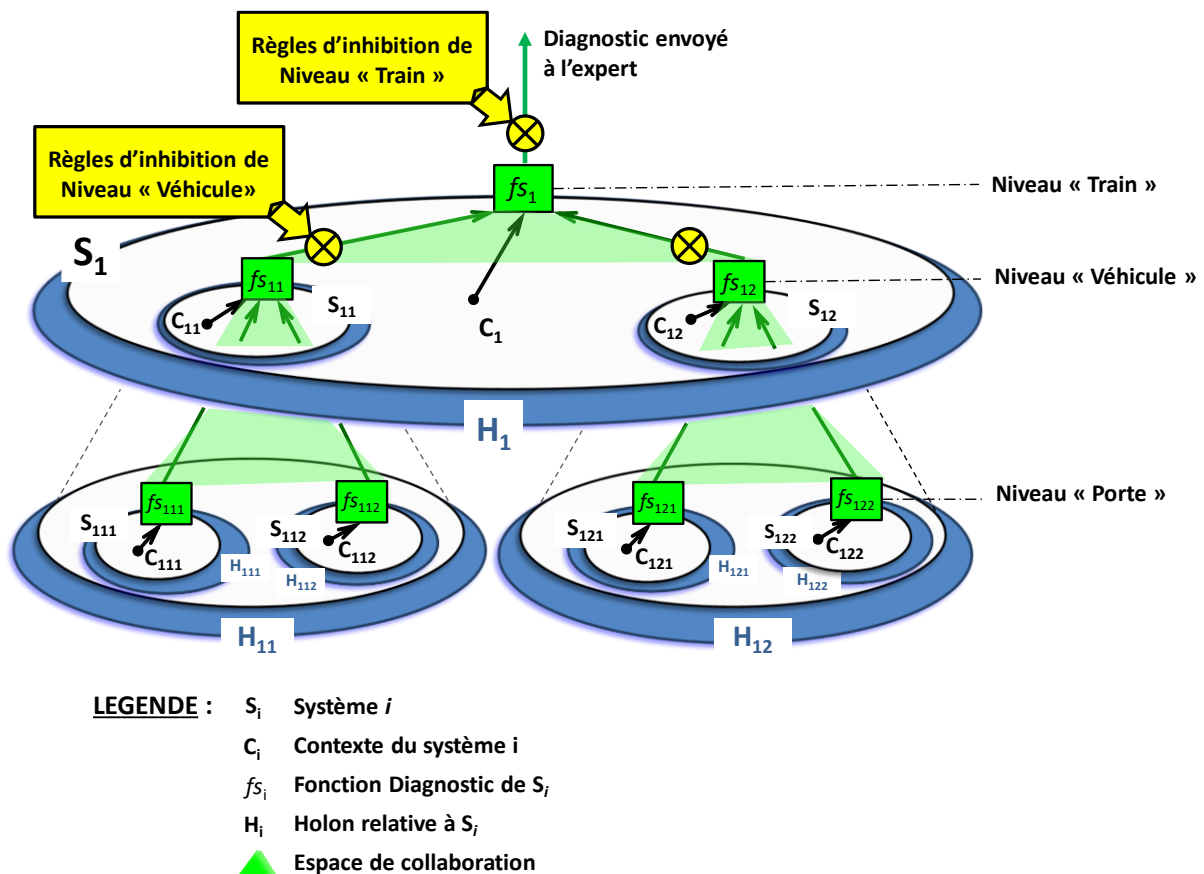 Règles d'inhibition de
Niveau « Train »
Diagnostic envoyé
à l'expert
Règles d'inhibition de
Niveau « Véhicule»
fs1
Niveau « Train »
S1
fs11
fs12
Niveau « Véhicule »
C11
S11
C1
C12
S12
H1
fs111
fs112
fs121
fs122
Niveau « Porte »
S111
C111
H111
S112
C112
H112
S121
C121
H121
S122
C122
H122
H11
H12
LEGENDE :
Si Système i
Ci Contexte du système i
fsi Fonction Diagnostic de Si
Hi Holon relative à Si
Espace de collaboration